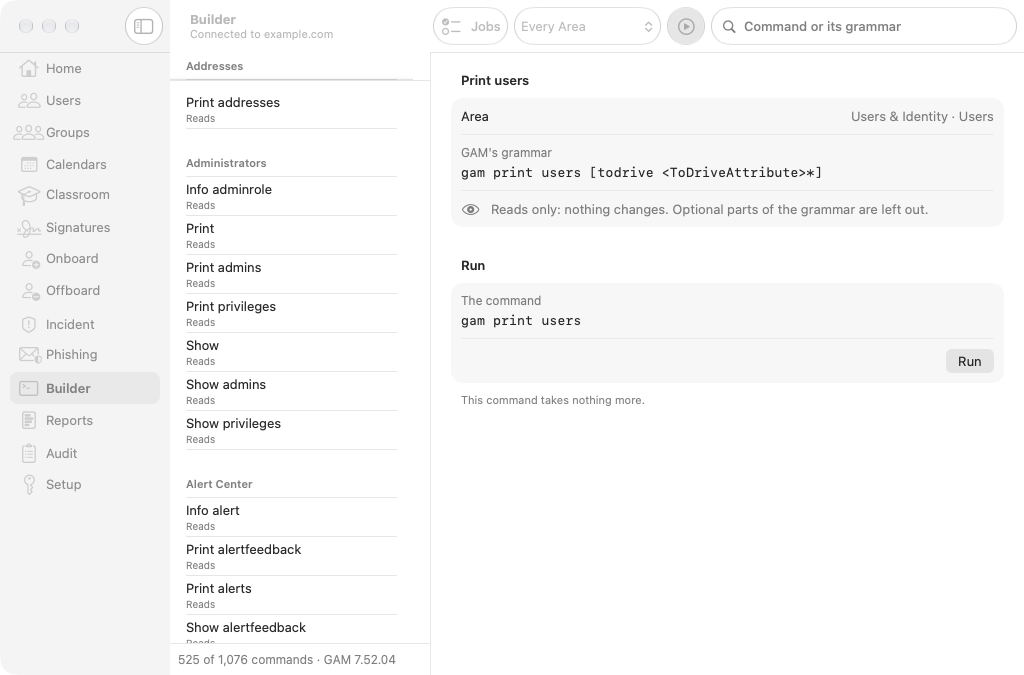 Builder
Connected to example.com
Jobs
Every Area
Command or its grammar
Home
Users
Groups
Calendars
Classroom
Signatures
Onboard
Offboard
Incident
Phishing
Builder
Reports
Audit
Setup
Addresses
Print addresses
Reads
Administrators
Info adminrole
Reads
Print
Reads
Print admins
Reads
Print privileges
Reads
Show
Reads
Show admins
Reads
Show privileges
Reads
Alert Center
Info alert
Reads
Print alertfeedback
Reads
Print alerts
Reads
Show alertfeedback
Reads
525 of 1,076 commands · GAM 7.52.04
Print users
Area
Users & Identity · Users
GAM's grammar
gam print users [todrive <ToDriveAttribute>*]
Reads only: nothing changes. Optional parts of the grammar are left out.
Run
The command
gam print users
Run
This command takes nothing more.